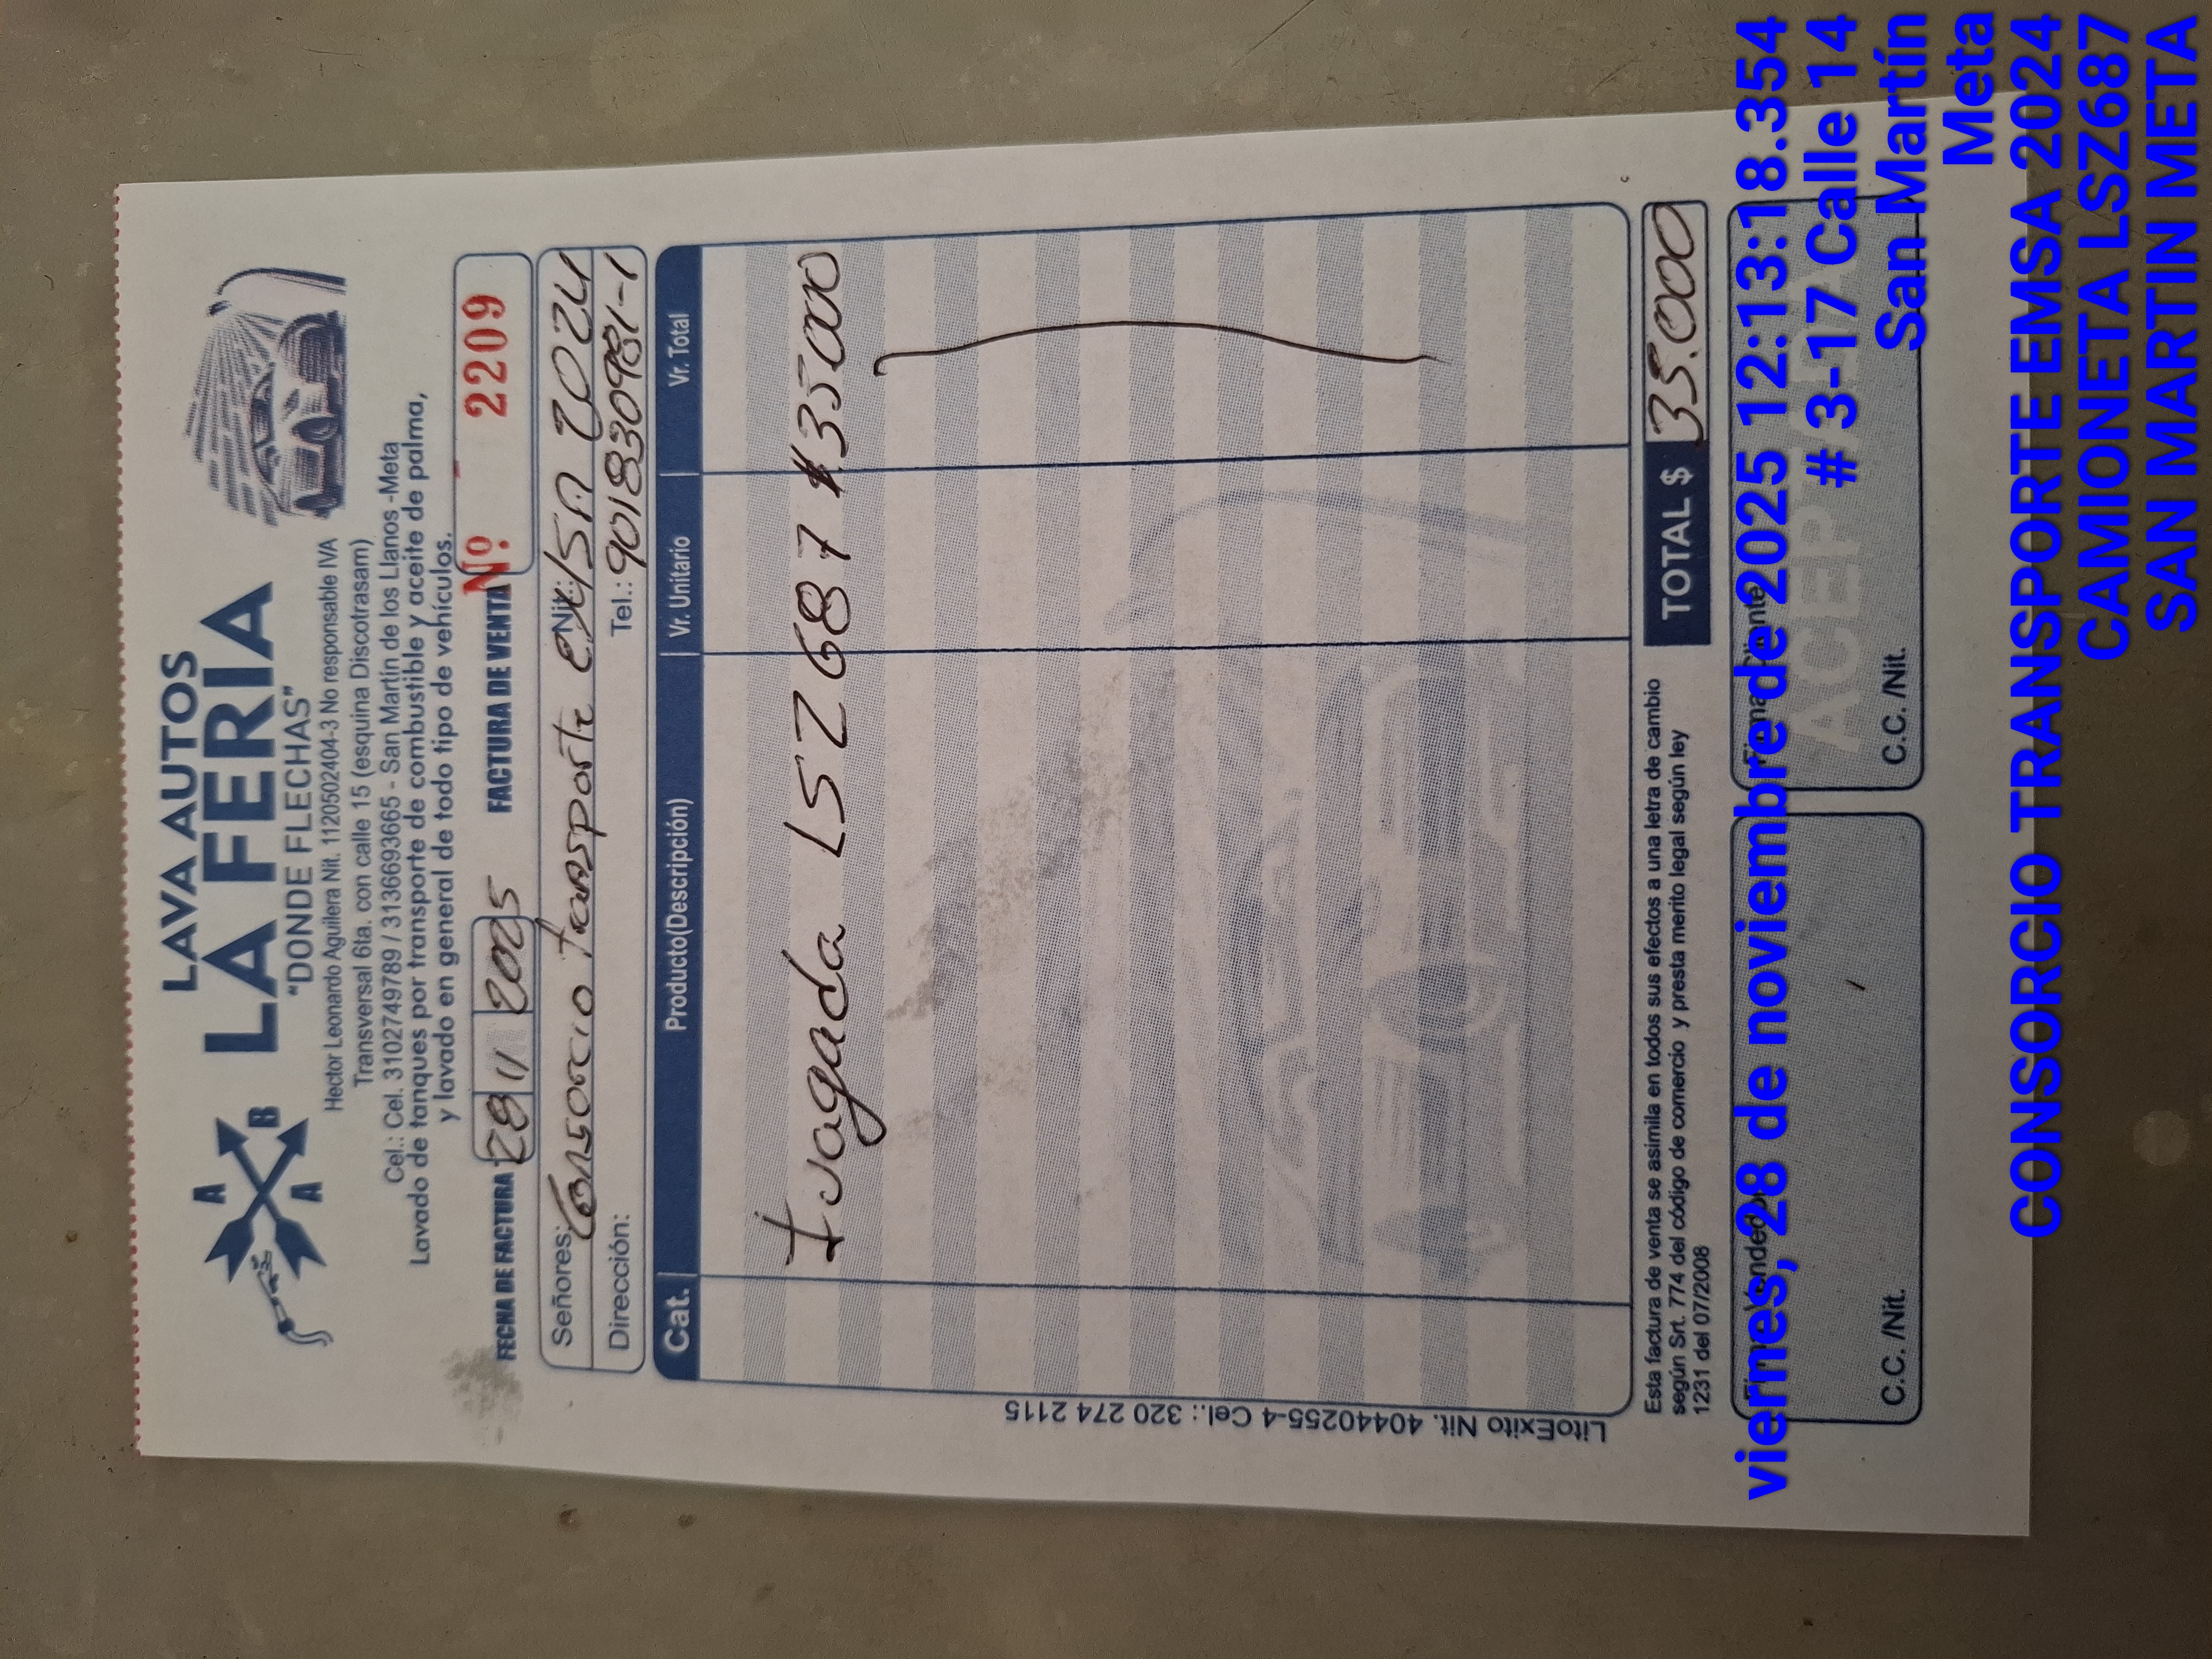 LAVA AUTOS
LA FERIA
"DONDE FLECHAS"
A
A
B
Hector Leonardo Aguilera Nit. 1120502404-3 No responsable IVA
Transversal 6ta. con calle 15 (esquina Discotrasam)
Cel.: Cel. 3102749789 / 3136693665 - San Martín de los Llanos -Meta
Lavado de tanques por transporte de combustible y aceite de palma,
y lavado en general de todo tipo de vehículos.
FECHA DE FACTURA 28 11 2025 FACTURA DE VENTA Nº. 2209
Señores: Consorcio transporte EMSA 2024 Nit.:
Dirección: Tel.: 901830981-1
Cat. Producto(Descripción) Vr. Unitario Vr. Total
Juagada LSZ 687 $35000
TOTAL $ 35.000
Esta factura de venta se asimila en todos sus efectos a una letra de cambio
según Srt. 774 del código de comercio y presta merito legal según ley
1231 del 07/2008
C.C. /Nit. C.C. /Nit.
LitoExito Nit. 40440255-4 Cel.: 320 274 2115
viernes, 28 de noviembre de 2025 12:13:18.354
# 3-17 Calle 14
San Martín
Meta
CONSORCIO TRANSPORTE EMSA 2024
CAMIONETA LSZ687
SAN MARTIN META